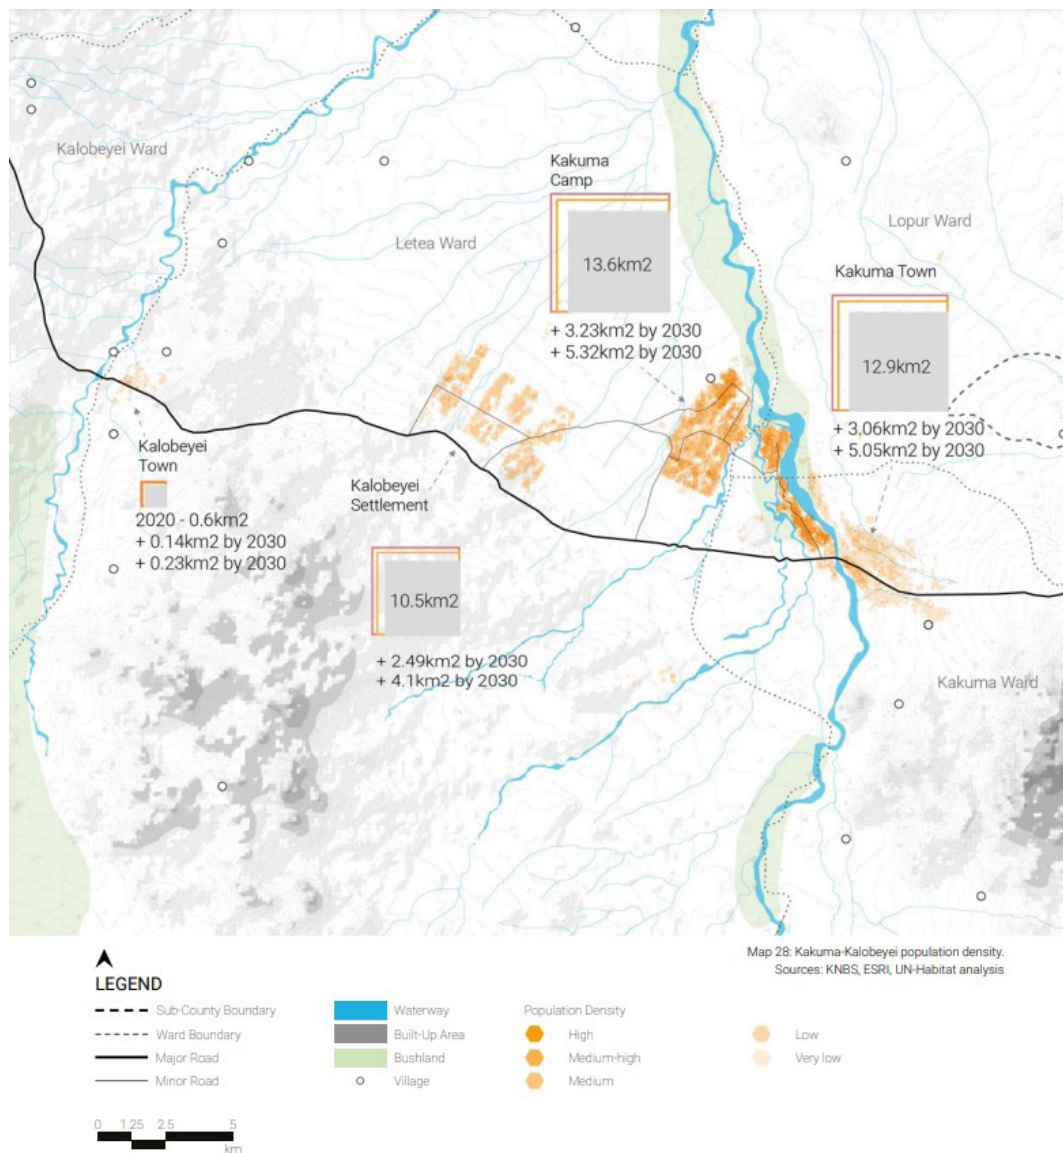 Kalobeyei Ward
Letea Ward
Kakuma
Camp
13.6km2
+ 3.23km2 by 2030
+ 5.32km2 by 2030
Lopur Ward
Kakuma Town
12.9km2
+ 3.06km2 by 2030
+ 5.05km2 by 2030
Kalobeyei
Town
2020 - 0.6km2
+ 0.14km2 by 2030
+ 0.23km2 by 2030
Kalobeyei
Settlement
10.5km2
+ 2.49km2 by 2030
+ 4.1km2 by 2030
Kakuma Ward
Map 28: Kakuma-Kalobeyei population density.
Sources: KNBS, ESRI, UN-Habitat analysis
LEGEND
Sub-County Boundary
Ward Boundary
Major Road
Minor Road
Waterway
Built-Up Area
Bushland
Village
Population Density
High
Medium-high
Medium
Low
Very low
0 1.25 2.5 5
km